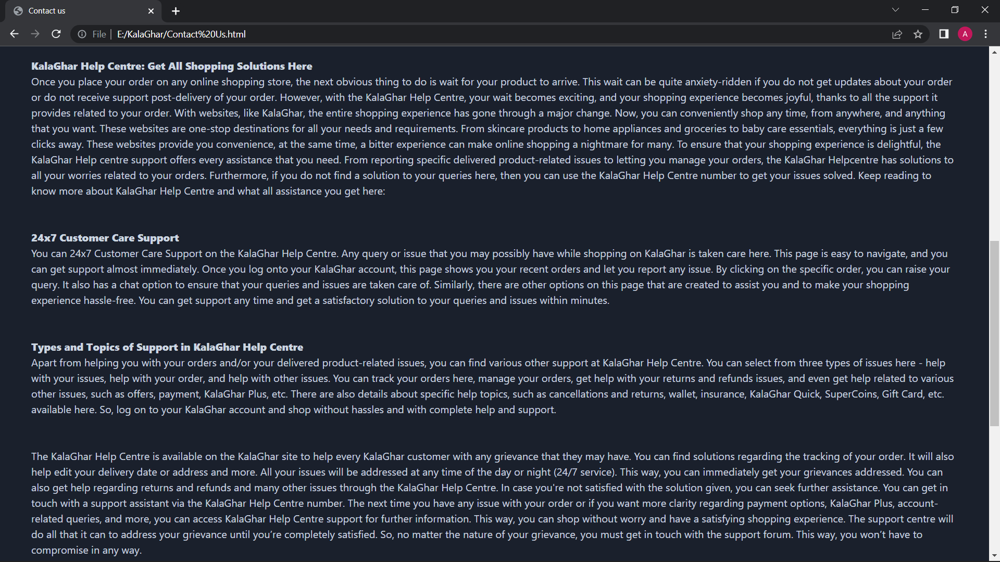 Contact us
File
E:/KalaGhar/Contact%20Us.html
A
KalaGhar Help Centre: Get All Shopping Solutions Here
Once you place your order on any online shopping store, the next obvious thing to do is wait for your product to arrive. This wait can be quite anxiety-ridden if you do not get updates about your order
or do not receive support post-delivery of your order. However, with the KalaGhar Help Centre, your wait becomes exciting, and your shopping experience becomes joyful, thanks to all the support it
provides related to your order. With websites, like KalaGhar, the entire shopping experience has gone through a major change. Now, you can conveniently shop any time, from anywhere, and anything
that you want. These websites are one-stop destinations for all your needs and requirements. From skincare products to home appliances and groceries to baby care essentials, everything is just a few
clicks away. These websites provide you convenience, at the same time, a bitter experience can make online shopping a nightmare for many. To ensure that your shopping experience is delightful, the
KalaGhar Help centre support offers every assistance that you need. From reporting specific delivered product-related issues to letting you manage your orders, the KalaGhar Helpcentre has solutions to
all your worries related to your orders. Furthermore, if you do not find a solution to your queries here, then you can use the KalaGhar Help Centre number to get your issues solved. Keep reading to
know more about KalaGhar Help Centre and what all assistance you get here:
24x7 Customer Care Support
You can 24x7 Customer Care Support on the KalaGhar Help Centre. Any query or issue that you may possibly have while shopping on KalaGhar is taken care here. This page is easy to navigate, and you
can get support almost immediately. Once you log onto your KalaGhar account, this page shows you your recent orders and let you report any issue. By clicking on the specific order, you can raise your
query. It also has a chat option to ensure that your queries and issues are taken care of. Similarly, there are other options on this page that are created to assist you and to make your shopping
experience hassle-free. You can get support any time and get a satisfactory solution to your queries and issues within minutes.
Types and Topics of Support in KalaGhar Help Centre
Apart from helping you with your orders and/or your delivered product-related issues, you can find various other support at KalaGhar Help Centre. You can select from three types of issues here - help
with your issues, help with your order, and help with other issues. You can track your orders here, manage your orders, get help with your returns and refunds issues, and even get help related to various
other issues, such as offers, payment, KalaGhar Plus, etc. There are also details about specific help topics, such as cancellations and returns, wallet, insurance, KalaGhar Quick, SuperCoins, Gift Card, etc.
available here. So, log on to your KalaGhar account and shop without hassles and with complete help and support.
The KalaGhar Help Centre is available on the KalaGhar site to help every KalaGhar customer with any grievance that they may have. You can find solutions regarding the tracking of your order. It will also
help edit your delivery date or address and more. All your issues will be addressed at any time of the day or night (24/7 service). This way, you can immediately get your grievances addressed. You can
also get help regarding returns and refunds and many other issues through the KalaGhar Help Centre. In case you're not satisfied with the solution given, you can seek further assistance. You can get in
touch with a support assistant via the KalaGhar Help Centre number. The next time you have any issue with your order or if you want more clarity regarding payment options, KalaGhar Plus, account-
related queries, and more, you can access KalaGhar Help Centre support for further information. This way, you can shop without worry and have a satisfying shopping experience. The support centre will
do all that it can to address your grievance until you’re completely satisfied. So, no matter the nature of your grievance, you must get in touch with the support forum. This way, you won’t have to
compromise in any way.